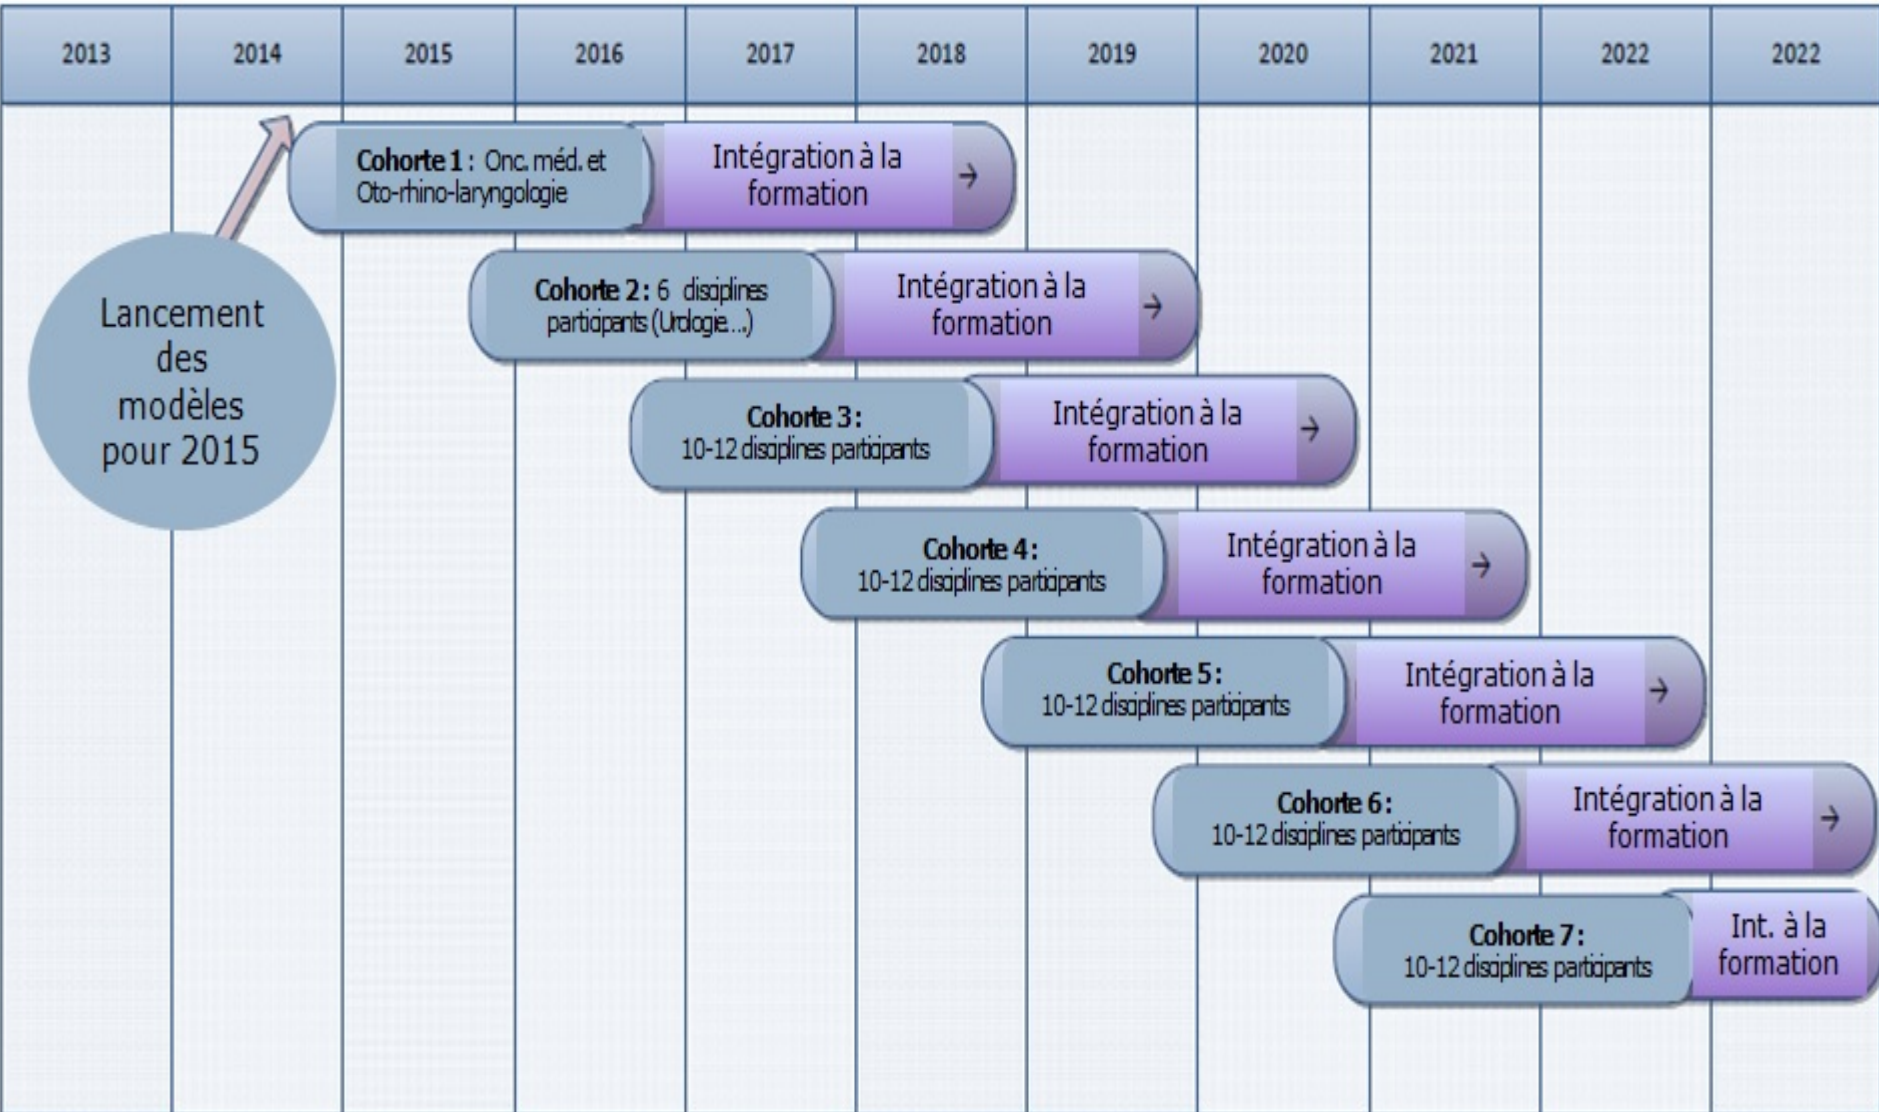 2013 2014 2015 2016 2017 2018 2019 2020 2021 2022 2022
Cohorte 1 : Onc. méd. et
Oto-rhino-laryngologie
Intégration à la
formation
→
Lancement
des
modèles
pour 2015
Cohorte 2 : 6 disciplines
participants (Urologie....)
Intégration à la
formation
→
Cohorte 3 :
10-12 disciplines participants
Intégration à la
formation
→
Cohorte 4 :
10-12 disciplines participants
Intégration à la
formation
→
Cohorte 5 :
10-12 disciplines participants
Intégration à la
formation
→
Cohorte 6 :
10-12 disciplines participants
Intégration à la
formation
→
Cohorte 7 :
10-12 disciplines participants
Int. à la
formation